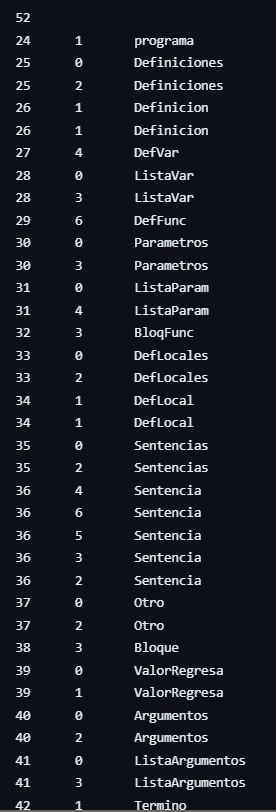 52
24 1 programa
25 0 Definiciones
25 2 Definiciones
26 1 Definicion
26 1 Definicion
27 4 DefVar
28 0 ListaVar
28 3 ListaVar
29 6 DefFunc
30 0 Parametros
30 3 Parametros
31 0 ListaParam
31 4 ListaParam
32 3 BloqFunc
33 0 DefLocales
33 2 DefLocales
34 1 DefLocal
34 1 DefLocal
35 0 Sentencias
35 2 Sentencias
36 4 Sentencia
36 6 Sentencia
36 5 Sentencia
36 3 Sentencia
36 2 Sentencia
37 0 Otro
37 2 Otro
38 3 Bloque
39 0 ValorRegresa
39 1 ValorRegresa
40 0 Argumentos
40 2 Argumentos
41 0 ListaArgumentos
41 3 ListaArgumentos
42 1 Termino